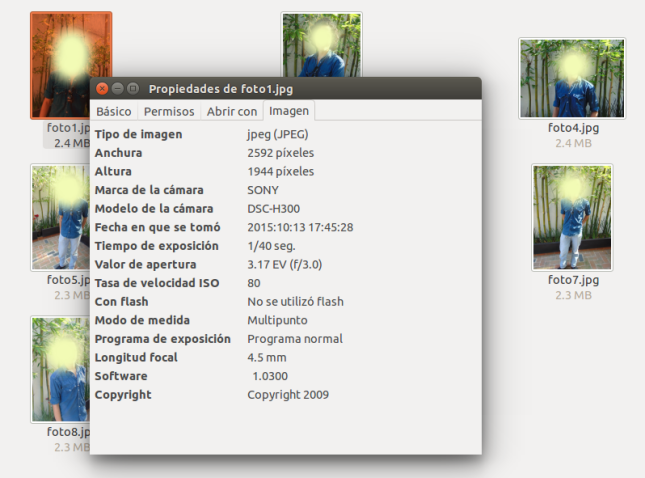 Propiedades de foto1.jpg
Básico Permisos Abrir con Imagen
Tipo de imagen jpeg (JPEG)
Anchura 2592 píxeles
Altura 1944 píxeles
Marca de la cámara SONY
Modelo de la cámara DSC-H300
Fecha en que se tomó 2015:10:13 17:45:28
Tiempo de exposición 1/40 seg.
Valor de apertura 3.17 EV (f/3.0)
Tasa de velocidad ISO 80
Con flash No se utilizó flash
Modo de medida Multipunto
Programa de exposición Programa normal
Longitud focal 4.5 mm
Software 1.0300
Copyright Copyright 2009
foto1.jp
2.4 MB
foto4.jpg
2.4 MB
foto5.jp
2.3 MB
foto7.jpg
2.3 MB
foto8.jp
2.3 MB